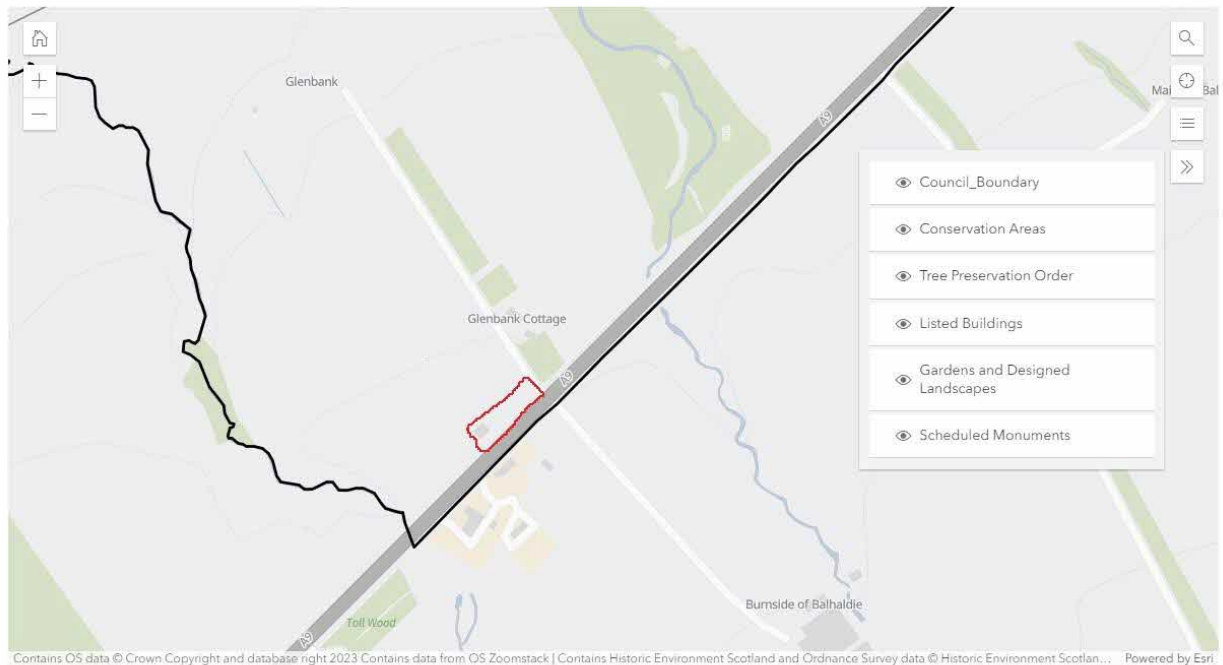 Glenbank
A9
Mai
Bal
Council_Boundary
Conservation Areas
Tree Preservation Order
Listed Buildings
Gardens and Designed
Landscapes
Scheduled Monuments
Glenbank Cottage
A9
Burnside of Balhaldie
Toll Wood
A9
Contains OS data © Crown Copyright and database right 2023 Contains data from OS Zoomstack | Contains Historic Environment Scotland and Ordnance Survey data © Historic Environment Scotlan... Powered by Esri